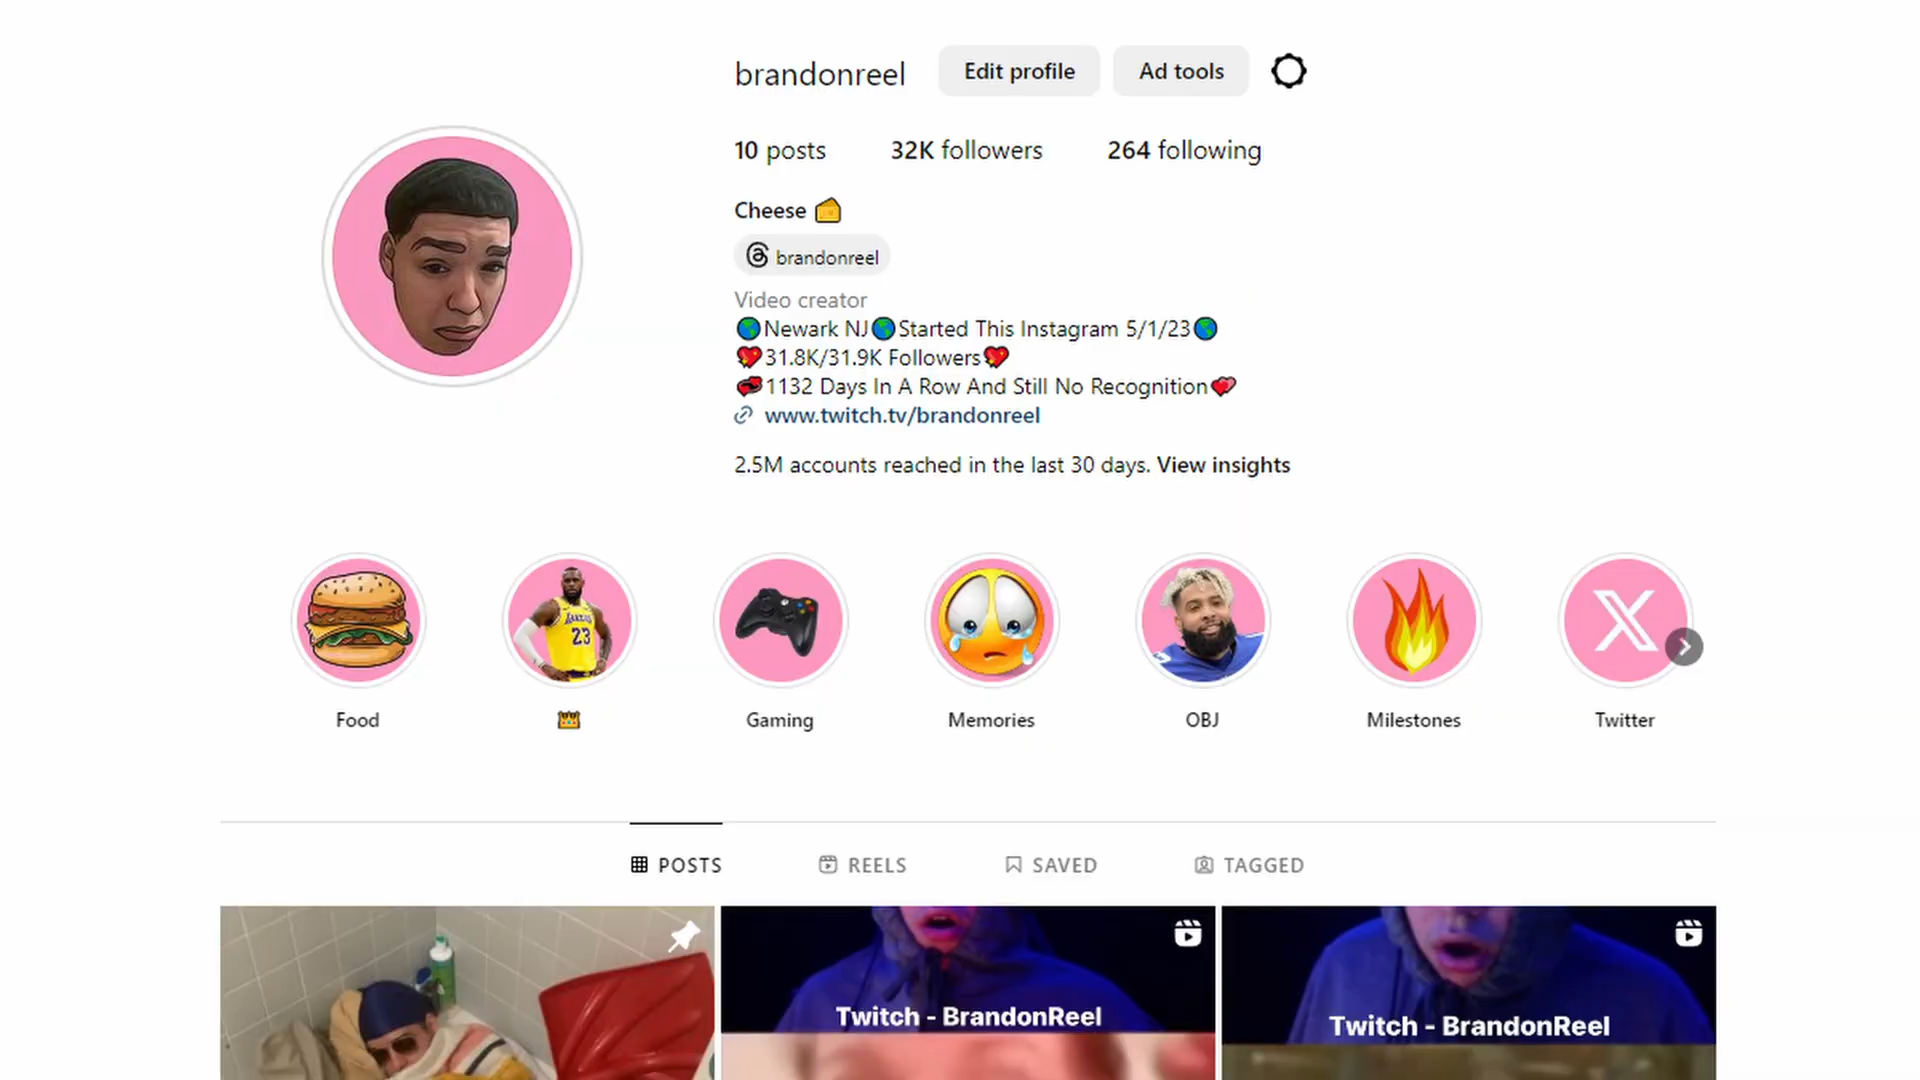 brandonreel Edit profile Ad tools
10 posts 32K followers 264 following
Cheese 🧀
brandonreel
Video creator
🌎Newark NJ🌎Started This Instagram 5/1/23🌎
💖31.8K/31.9K Followers💖
💞1132 Days In A Row And Still No Recognition💕
www.twitch.tv/brandonreel
2.5M accounts reached in the last 30 days. View insights
LAKERS
23
X
Food 👑 Gaming Memories OBJ Milestones Twitter
POSTS REELS SAVED TAGGED
Twitch - BrandonReel
Twitch - BrandonReel